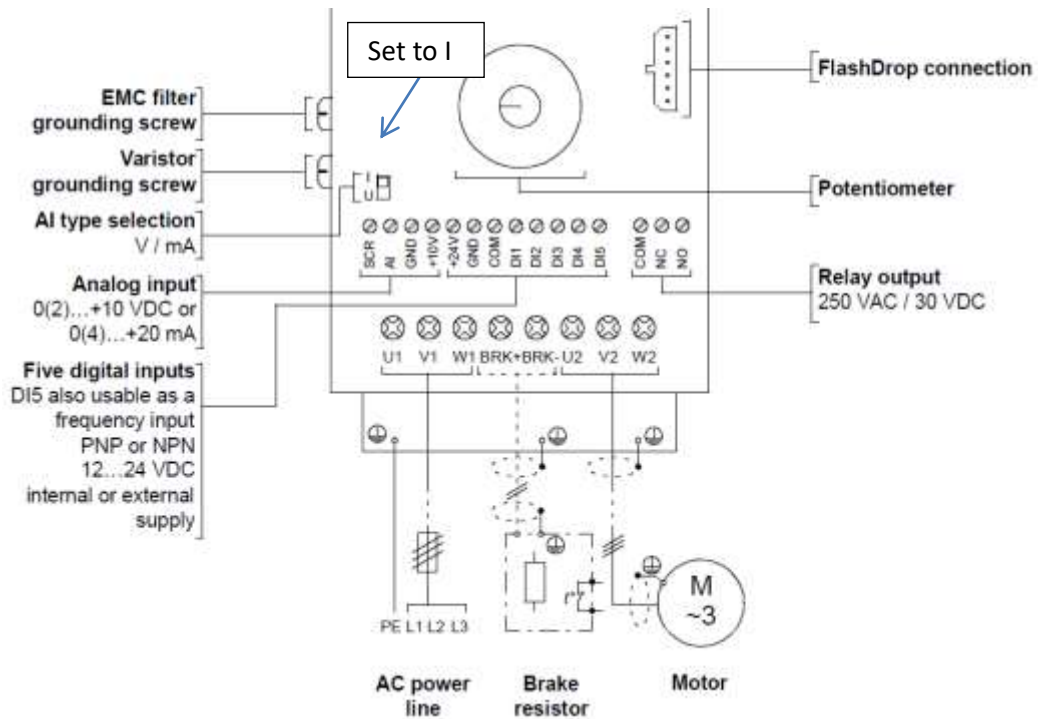 Set to I
EMC filter
grounding screw
Varistor
grounding screw
AI type selection
V / mA
Analog input
0(2)…+10 VDC or
0(4)…+20 mA
Five digital inputs
DI5 also usable as a
frequency input
PNP or NPN
12…24 VDC
internal or external
supply
FlashDrop connection
Potentiometer
Relay output
250 VAC / 30 VDC
I
U
SCR AI GND +10V +24V GND COM DI1 DI2 DI3 DI4 DI5 COM NC NO
U1 V1 W1 BRK+ BRK- U2 V2 W2
PE L1 L2 L3
M
~3
AC power
line
Brake
resistor
Motor